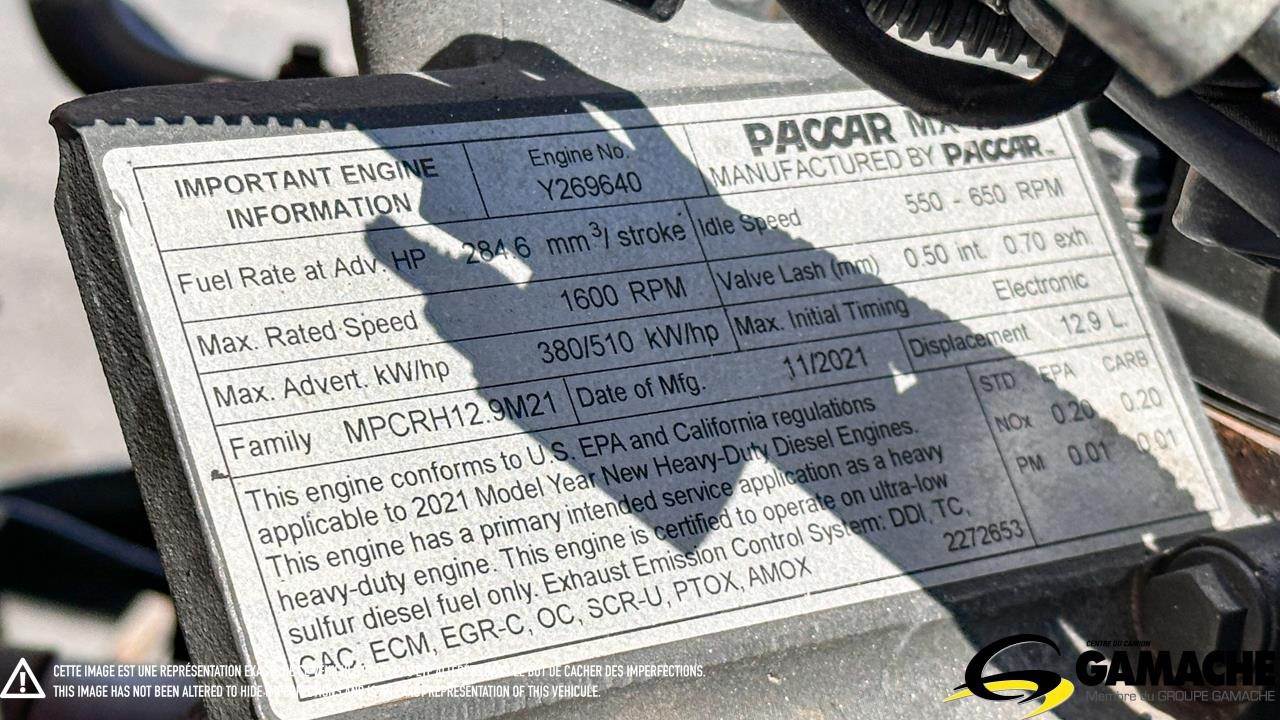 IMPORTANT ENGINE
INFORMATION
Engine No.
Y269640
PACCAR
MANUFACTURED BY PACCAR
Fuel Rate at Adv. HP 284.6 mm³/ stroke
Idle Speed 550 - 650 RPM
Max. Rated Speed 1600 RPM
Valve Lash (mm) 0.50 int. 0.70 exh.
Max. Advert. kW/hp 380/510 kW/hp
Max. Initial Timing Electronic
Family MPCRH12.9M21
Date of Mfg. 11/2021
Displacement 12.9 L.
This engine conforms to U.S. EPA and California regulations
applicable to 2021 Model Year New Heavy-Duty Diesel Engines.
This engine has a primary intended service application as a heavy
heavy-duty engine. This engine is certified to operate on ultra-low
sulfur diesel fuel only. Exhaust Emission Control System: DDI, TC,
CAC, ECM, EGR-C, OC, SCR-U, PTOX, AMOX
STD EPA CARB
NOx 0.20 0.20
PM 0.01 0.01
2272653
CETTE IMAGE EST UNE REPRÉSENTATION DE CACHER DES IMPERFECTIONS.
THIS IMAGE HAS NOT BEEN ALTERED TO HIDE REPRESENTATION OF THIS VEHICULE.
CENTRE DU CAMION
GAMACHE
Membre du GROUPE GAMACHE